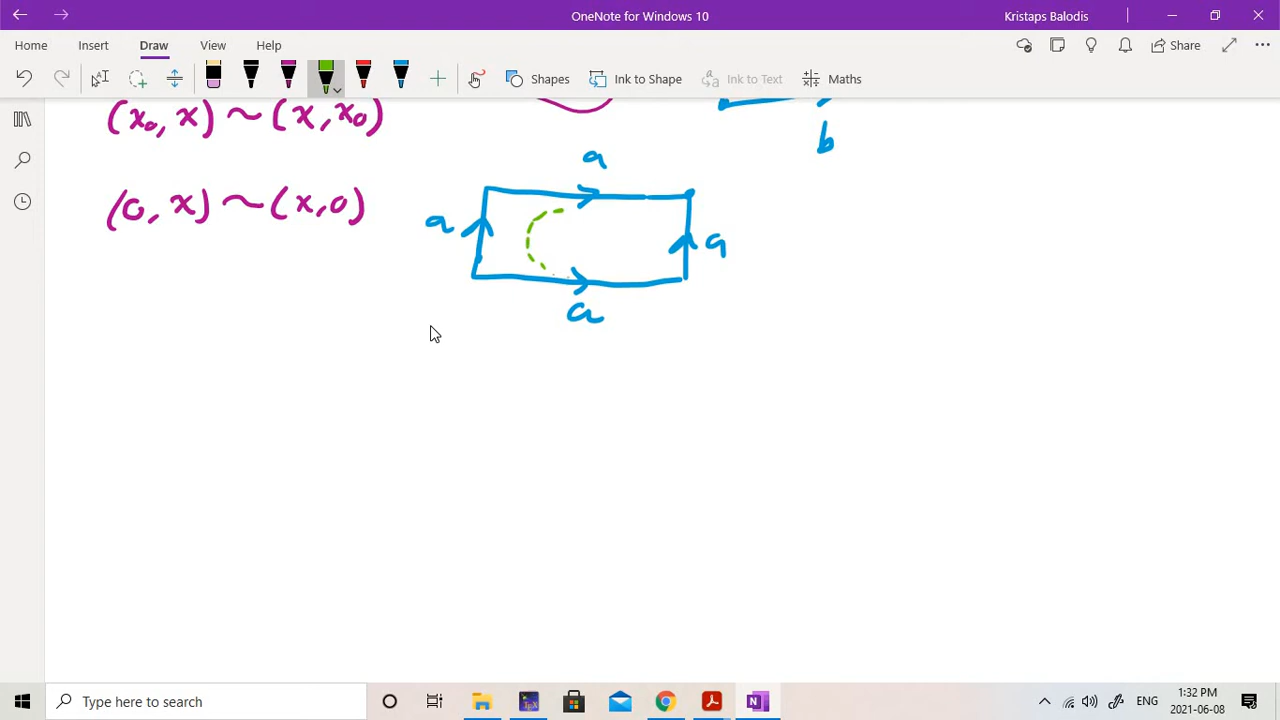 OneNote for Windows 10
Kristaps Balodis
Home Insert Draw View Help
Share
Shapes Ink to Shape Ink to Text Maths
(x₀, x) ~ (x, x₀)
b
a
(0, x) ~ (x, 0)
a
a
a
Type here to search
ENG
1:32 PM
2021-06-08